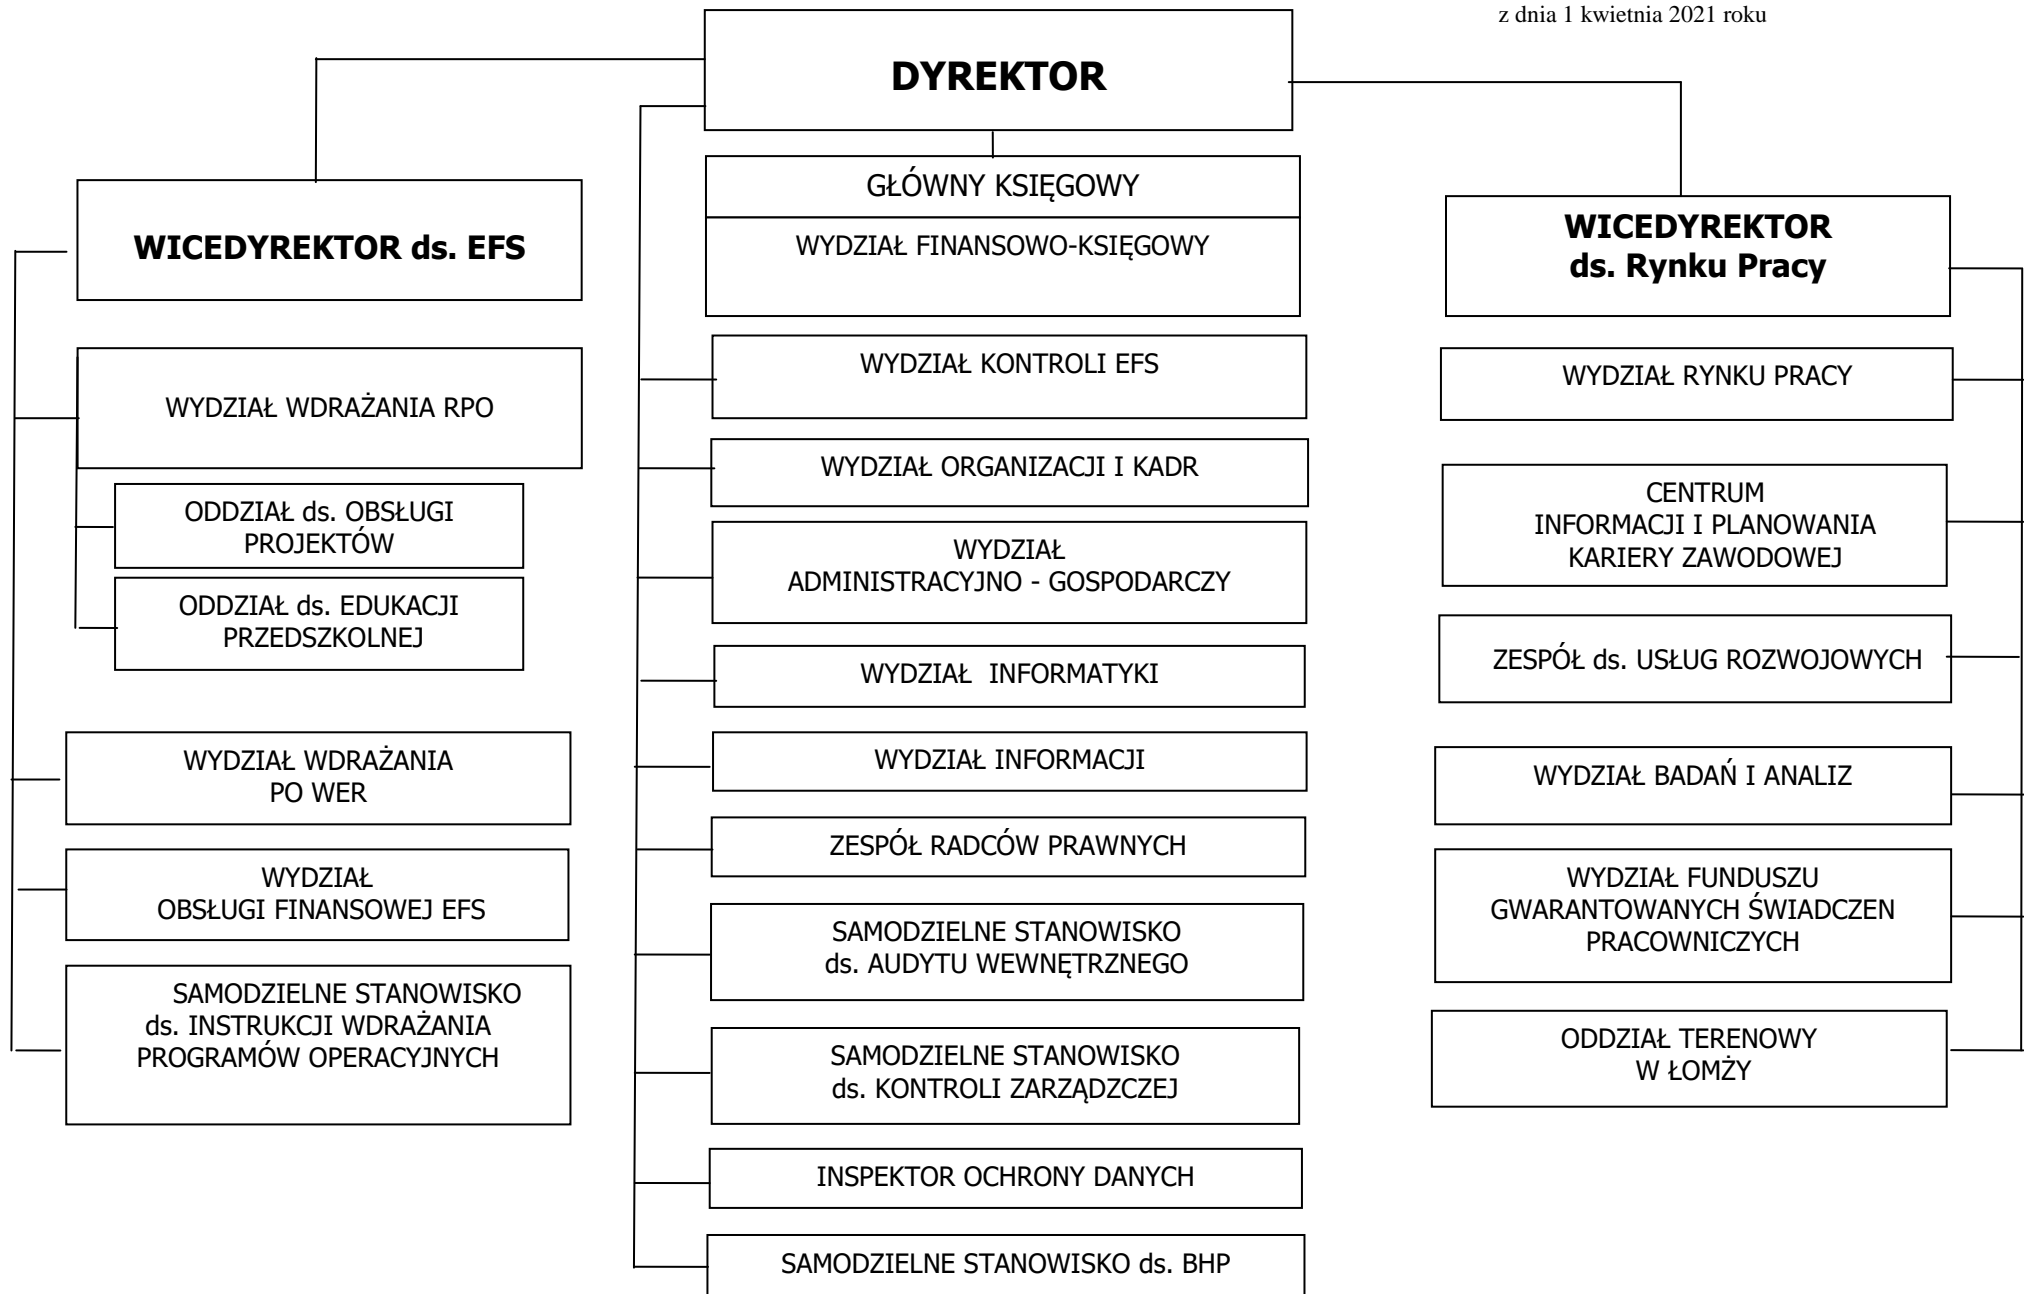 z dnia 1 kwietnia 2021 roku
DYREKTOR
WICEDYREKTOR ds. EFS
WYDZIAŁ WDRAŻANIA RPO
ODDZIAŁ ds. OBSŁUGI
PROJEKTÓW
ODDZIAŁ ds. EDUKACJI
PRZEDSZKOLNEJ
WYDZIAŁ WDRAŻANIA
PO WER
WYDZIAŁ
OBSŁUGI FINANSOWEJ EFS
SAMODZIELNE STANOWISKO
ds. INSTRUKCJI WDRAŻANIA
PROGRAMÓW OPERACYJNYCH
GŁÓWNY KSIĘGOWY
WYDZIAŁ FINANSOWO-KSIĘGOWY
WYDZIAŁ KONTROLI EFS
WYDZIAŁ ORGANIZACJI I KADR
WYDZIAŁ
ADMINISTRACYJNO - GOSPODARCZY
WYDZIAŁ INFORMATYKI
WYDZIAŁ INFORMACJI
ZESPÓŁ RADCÓW PRAWNYCH
SAMODZIELNE STANOWISKO
ds. AUDYTU WEWNĘTRZNEGO
SAMODZIELNE STANOWISKO
ds. KONTROLI ZARZĄDZCZEJ
INSPEKTOR OCHRONY DANYCH
SAMODZIELNE STANOWISKO ds. BHP
WICEDYREKTOR
ds. Rynku Pracy
WYDZIAŁ RYNKU PRACY
CENTRUM
INFORMACJI I PLANOWANIA
KARIERY ZAWODOWEJ
ZESPÓŁ ds. USŁUG ROZWOJOWYCH
WYDZIAŁ BADAŃ I ANALIZ
WYDZIAŁ FUNDUSZU
GWARANTOWANYCH ŚWIADCZEN
PRACOWNICZYCH
ODDZIAŁ TERENOWY
W ŁOMŻY